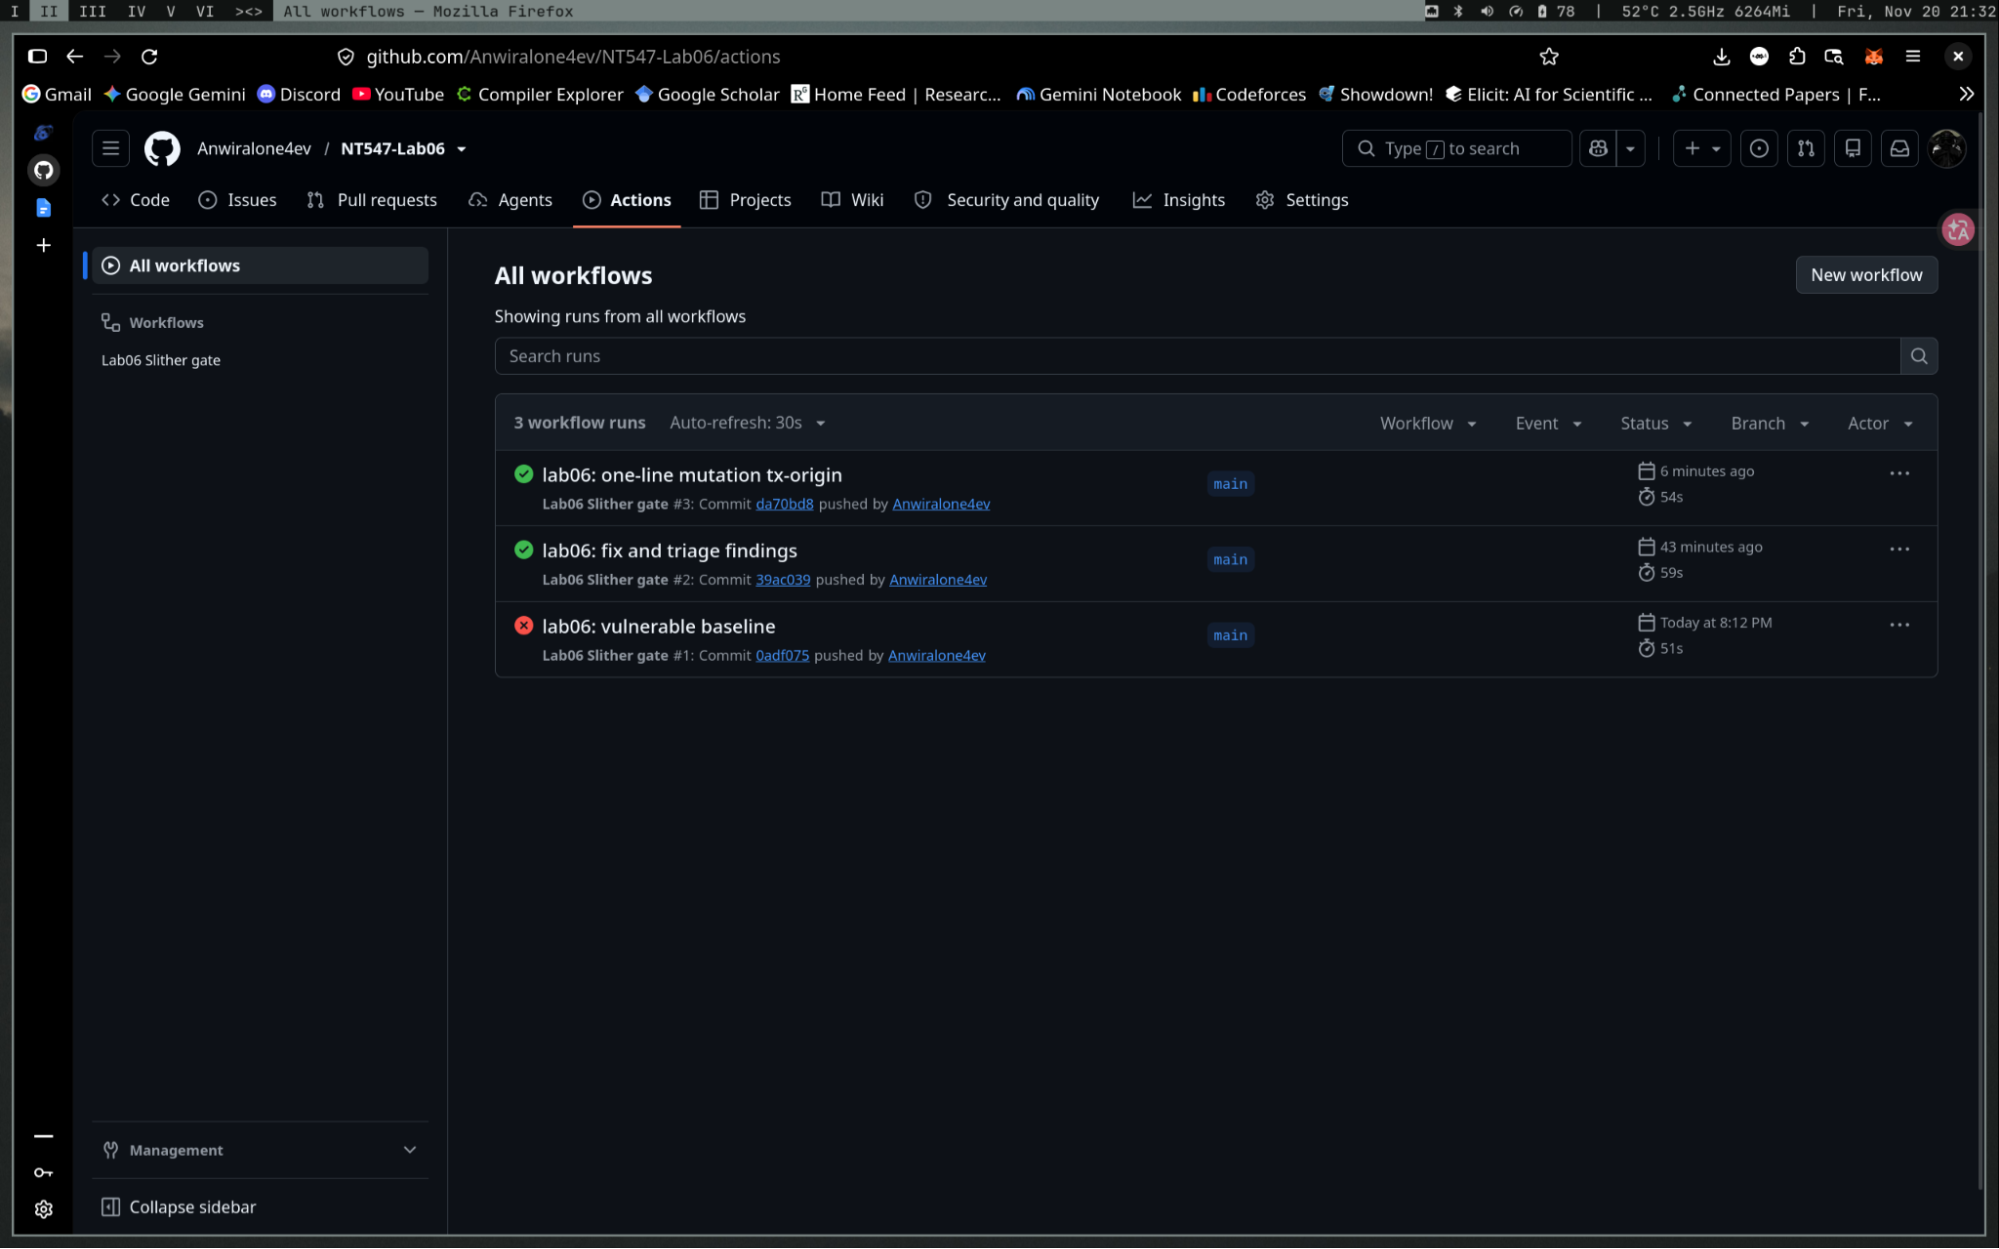 I II III IV V VI ><> All workflows — Mozilla Firefox 78 | 52°C 2.5GHz 6264Mi | Fri, Nov 20 21:32
github.com/Anwiralone4ev/NT547-Lab06/actions
Gmail Google Gemini Discord YouTube Compiler Explorer Google Scholar Home Feed | Researc... Gemini Notebook Codeforces Showdown! Elicit: AI for Scientific ... Connected Papers | F...
Anwiralone4ev / NT547-Lab06 Type / to search
Code Issues Pull requests Agents Actions Projects Wiki Security and quality Insights Settings
All workflows
Workflows
Lab06 Slither gate
All workflows New workflow
Showing runs from all workflows
Search runs
3 workflow runs Auto-refresh: 30s Workflow Event Status Branch Actor
lab06: one-line mutation tx-origin main 6 minutes ago
Lab06 Slither gate #3: Commit da70bd8 pushed by Anwiralone4ev 54s
lab06: fix and triage findings main 43 minutes ago
Lab06 Slither gate #2: Commit 39ac039 pushed by Anwiralone4ev 59s
lab06: vulnerable baseline main Today at 8:12 PM
Lab06 Slither gate #1: Commit 0adf075 pushed by Anwiralone4ev 51s
Management
Collapse sidebar